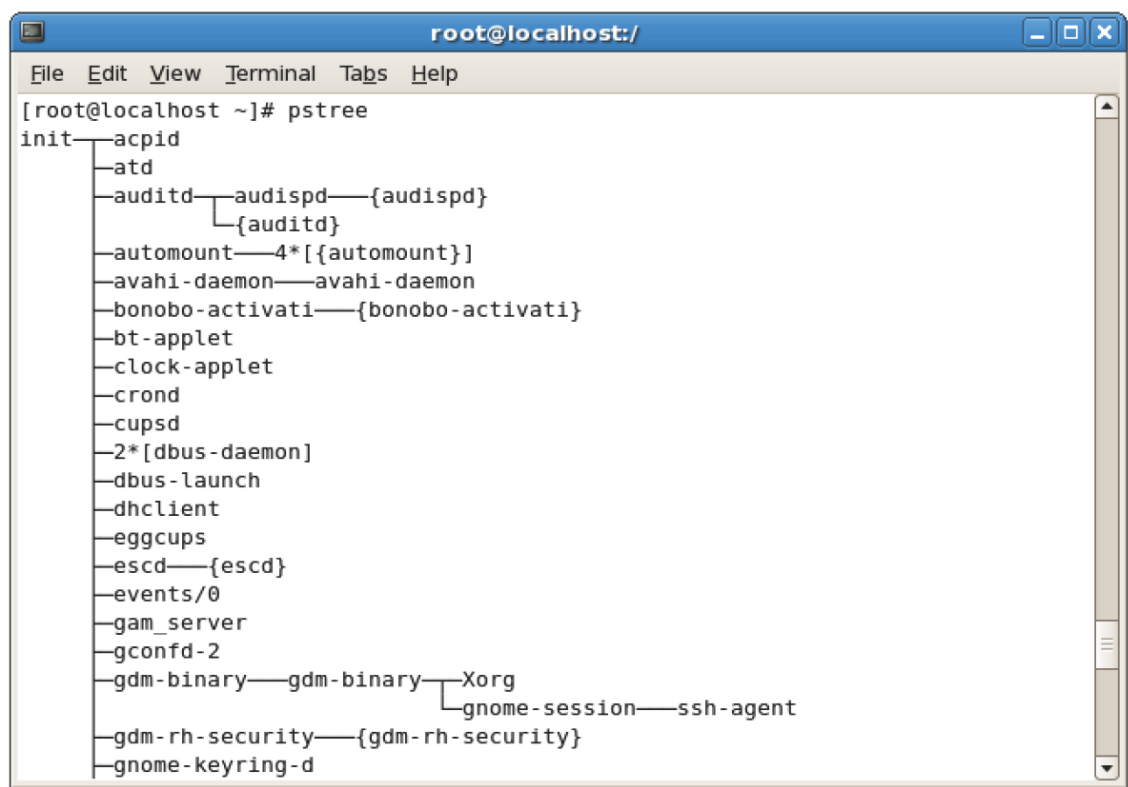 root@localhost:/
File Edit View Terminal Tabs Help
[root@localhost ~]# pstree
init─┬─acpid
     ├─atd
     ├─auditd─┬─audispd───{audispd}
     │        └─{auditd}
     ├─automount───4*[{automount}]
     ├─avahi-daemon───avahi-daemon
     ├─bonobo-activati───{bonobo-activati}
     ├─bt-applet
     ├─clock-applet
     ├─crond
     ├─cupsd
     ├─2*[dbus-daemon]
     ├─dbus-launch
     ├─dhclient
     ├─eggcups
     ├─escd───{escd}
     ├─events/0
     ├─gam_server
     ├─gconfd-2
     ├─gdm-binary───gdm-binary─┬─Xorg
     │                         └─gnome-session───ssh-agent
     ├─gdm-rh-security───{gdm-rh-security}
     ├─gnome-keyring-d